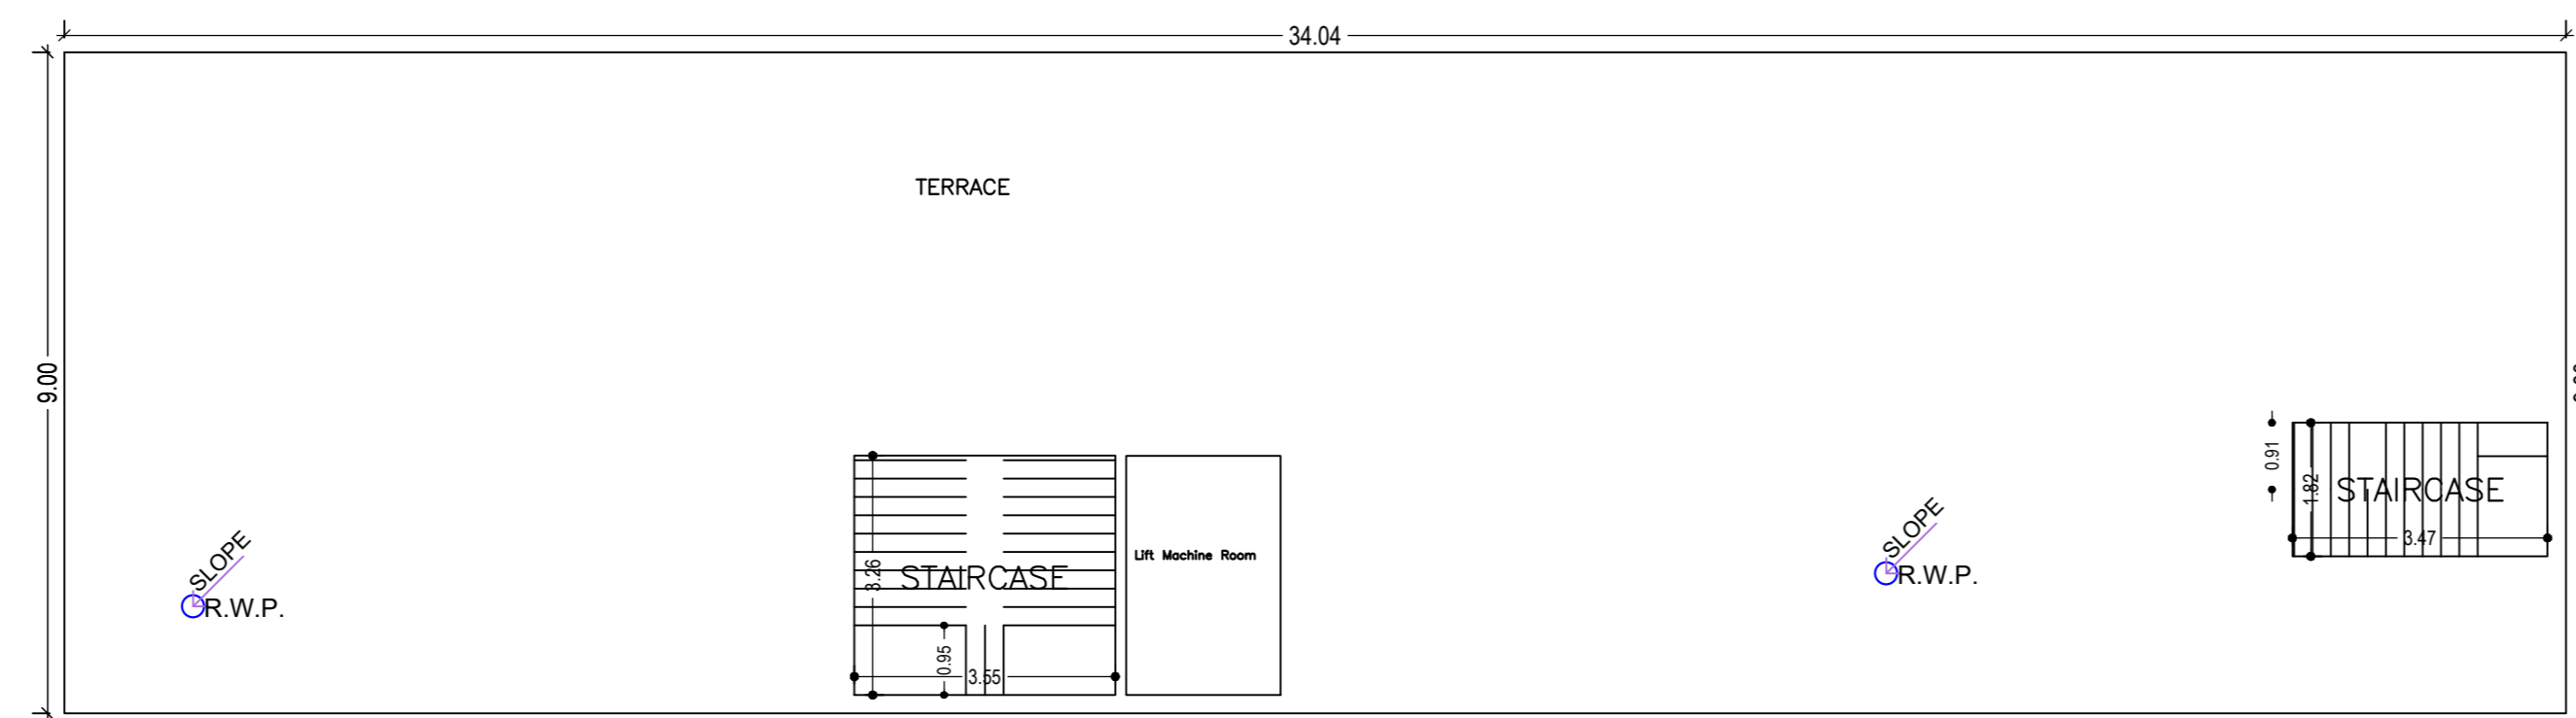 34.04
TERRACE
9.00
0.91
1.82
STAIRCASE
3.47
SLOPE
R.W.P.
Lift Machine Room
3.26
STAIRCASE
0.95
3.55
SLOPE
R.W.P.